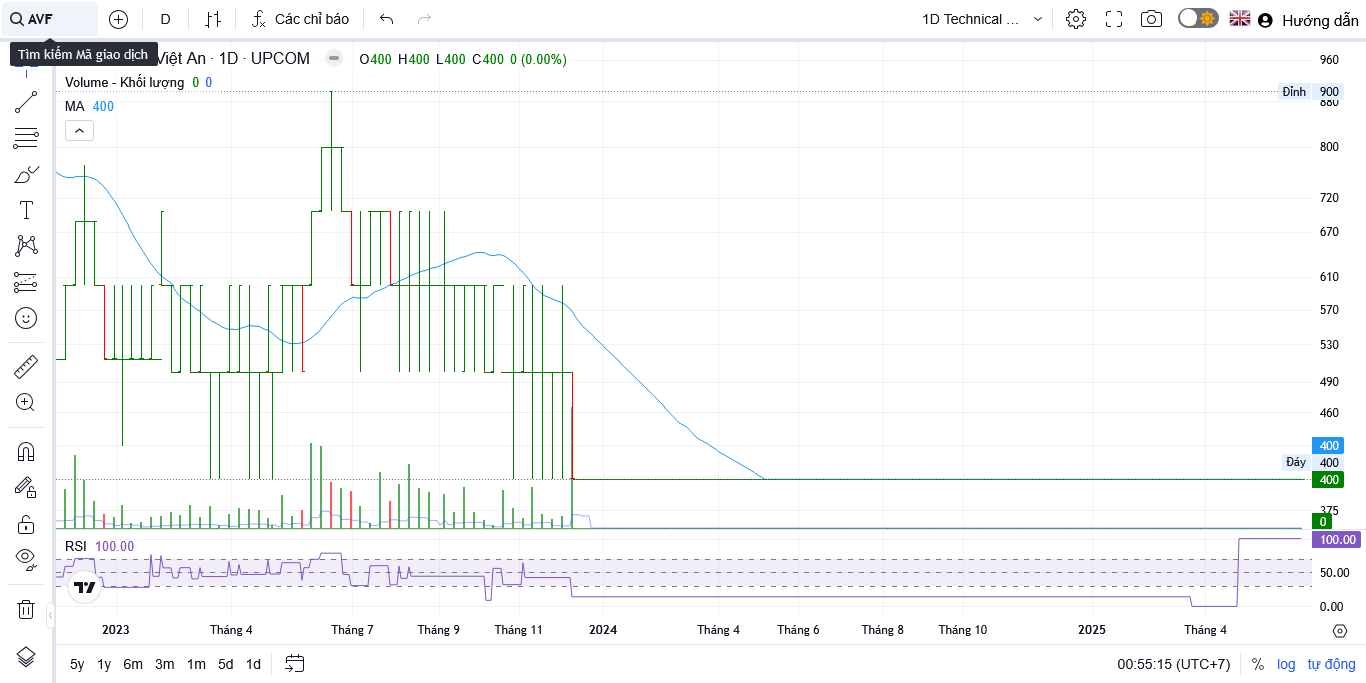 AVF
D
Các chỉ báo
1D Technical ...
Hướng dẫn
Tìm kiếm Mã giao dịch
Việt An · 1D · UPCOM
O400 H400 L400 C400 0 (0.00%)
Volume - Khối lượng 0 0
MA 400
960
Đỉnh 900
880
800
720
670
610
570
530
490
460
400
Đáy 400
400
375
0
RSI 100.00
100.00
50.00
0.00
2023 Tháng 4 Tháng 7 Tháng 9 Tháng 11 2024 Tháng 4 Tháng 6 Tháng 8 Tháng 10 2025 Tháng 4
5y 1y 6m 3m 1m 5d 1d
00:55:15 (UTC+7) % log tự động